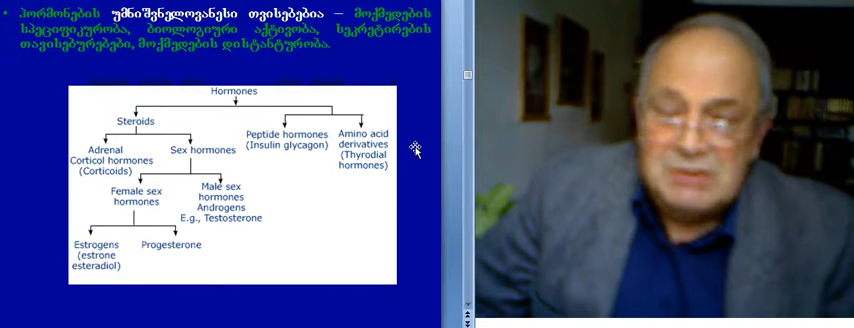 • ჰორმონების უმნიშვნელოვანესი თვისებებია – მოქმედების
სპეციფიკურობა, ბიოლოგიური აქტივობა, სეკრეტირების
თავისებურებები, მოქმედების დისტანტურობა.
Hormones
Steroids
Peptide hormones
(Insulin glycagon)
Amino acid
derivatives
(Thyrodial
hormones)
Adrenal
Corticol hormones
(Corticoids)
Sex hormones
Female sex
hormones
Male sex
hormones
Androgens
E.g., Testosterone
Estrogens
(estrone
esteradiol)
Progesterone